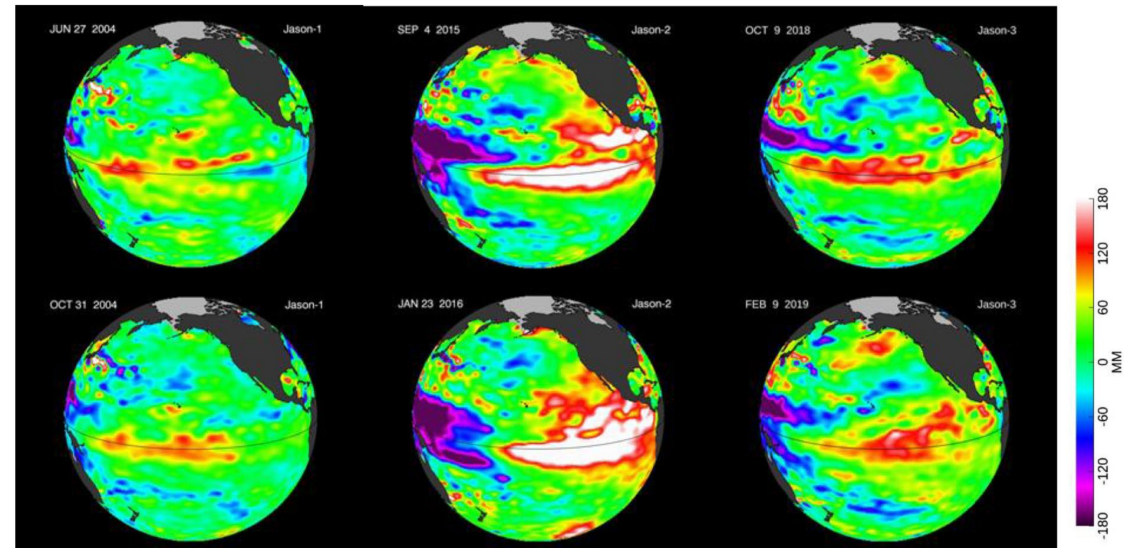 JUN 27 2004 Jason-1
SEP 4 2015 Jason-2
OCT 9 2018 Jason-3
OCT 31 2004 Jason-1
JAN 23 2016 Jason-2
FEB 9 2019 Jason-3
180
120
60
0
-60
-120
-180
MM